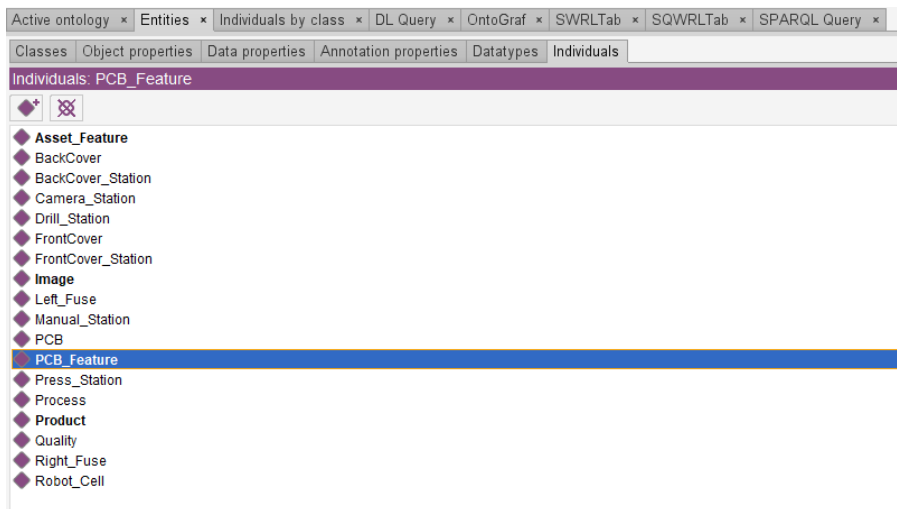 Active ontology × Entities × Individuals by class × DL Query × OntoGraf × SWRLTab × SQWRLTab × SPARQL Query ×
Classes Object properties Data properties Annotation properties Datatypes Individuals
Individuals: PCB_Feature
Asset_Feature
BackCover
BackCover_Station
Camera_Station
Drill_Station
FrontCover
FrontCover_Station
Image
Left_Fuse
Manual_Station
PCB
PCB_Feature
Press_Station
Process
Product
Quality
Right_Fuse
Robot_Cell